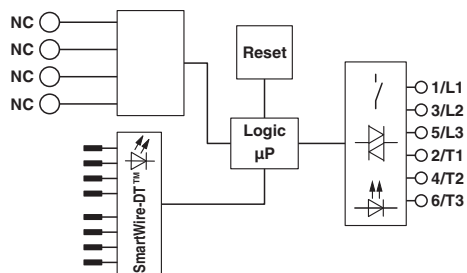 NC
NC
NC
NC
Reset
Logic
µP
SmartWire-DT™
1/L1
3/L2
5/L3
2/T1
4/T2
6/T3